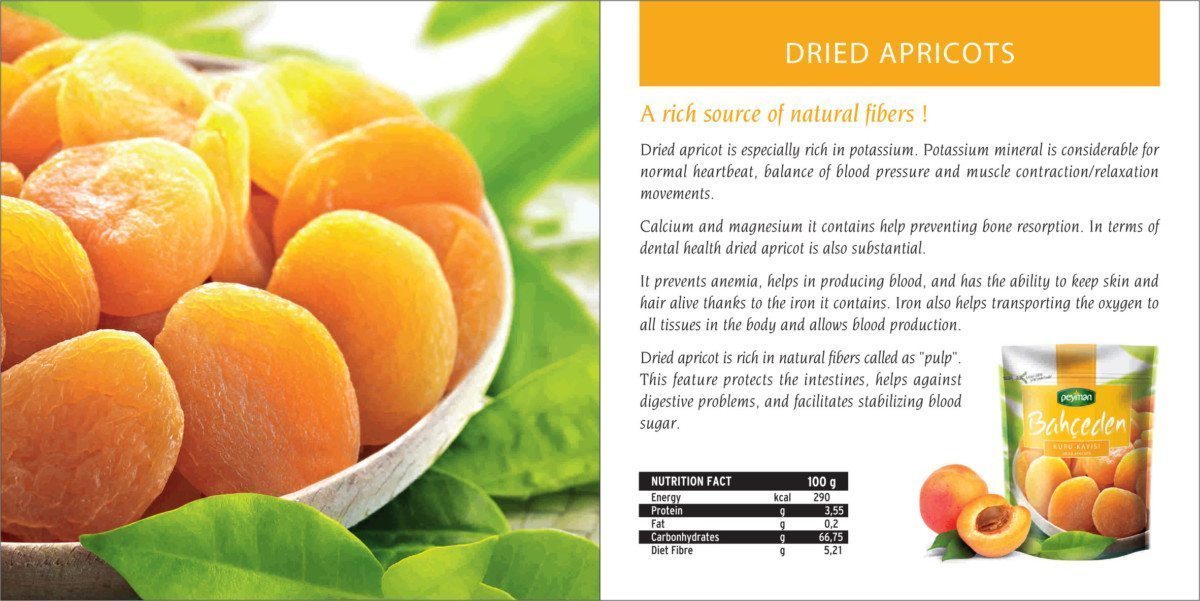 DRIED APRICOTS
A rich source of natural fibers !
Dried apricot is especially rich in potassium. Potassium mineral is considerable for
normal heartbeat, balance of blood pressure and muscle contraction/relaxation
movements.
Calcium and magnesium it contains help preventing bone resorption. In terms of
dental health dried apricot is also substantial.
It prevents anemia, helps in producing blood, and has the ability to keep skin and
hair alive thanks to the iron it contains. Iron also helps transporting the oxygen to
all tissues in the body and allows blood production.
Dried apricot is rich in natural fibers called as "pulp".
This feature protects the intestines, helps against
digestive problems, and facilitates stabilizing blood
sugar.
peyman
Bahçeden
KURU KAYISI
DRIED APRICOTS
NUTRITION FACT 100 g
Energy kcal 290
Protein g 3,55
Fat g 0,2
Carbonhydrates g 66,75
Diet Fibre g 5,21